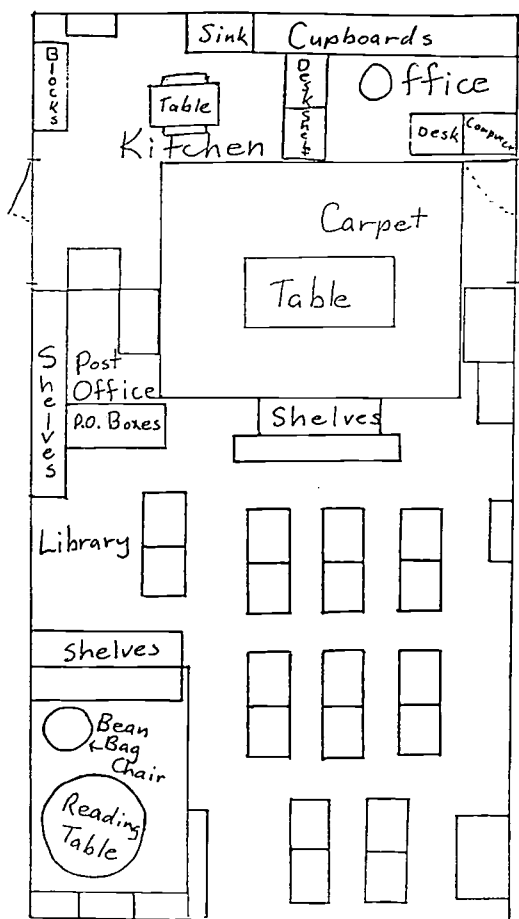 Sink
Cupboards
Blocks
Table
Desk
Shelf
Office
Desk
Computer
Kitchen
Carpet
Table
Shelves
Post
Office
P.O. Boxes
Shelves
Library
Shelves
Bean
Bag
Chair
Reading
Table